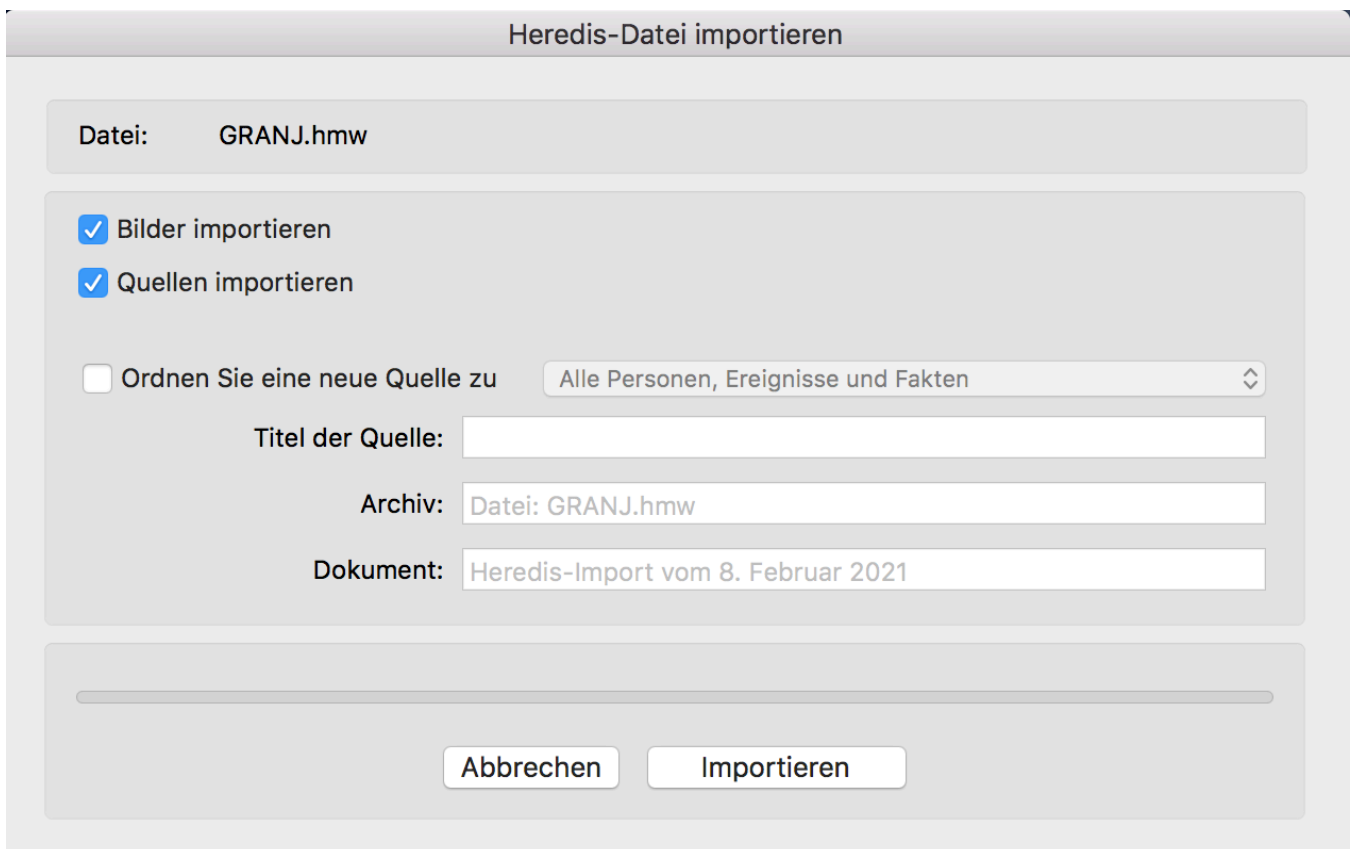 Heredis-Datei importieren
Datei: GRANJ.hmw
Bilder importieren
Quellen importieren
Ordnen Sie eine neue Quelle zu Alle Personen, Ereignisse und Fakten
Titel der Quelle:
Archiv: Datei: GRANJ.hmw
Dokument: Heredis-Import vom 8. Februar 2021
Abbrechen Importieren